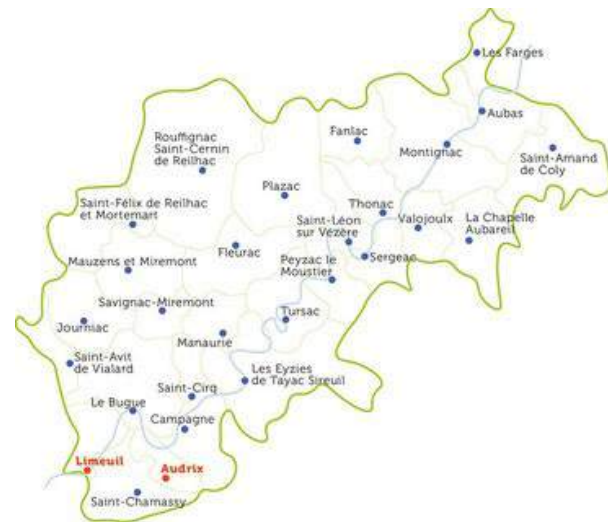 Les Farges
Aubas
Fanlac
Montignac
Rouffignac
Saint-Cernin
de Reilhac
Saint-Amand
de Coly
Plazac
Saint-Félix de Reilhac
et Mortemart
Thonac
Saint-Léon
sur Vézère
Valojoulx
La Chapelle
Aubareil
Fleurac
Sergeac
Peyzac le
Moustier
Mauzens et Miremont
Savignac-Miremont
Tursac
Journiac
Manaurie
Saint-Avit
de Vialard
Les Eyzies
de Tayac Sireuil
Saint-Cirq
Le Bugue
Campagne
Limeuil
Audrix
Saint-Chamassy